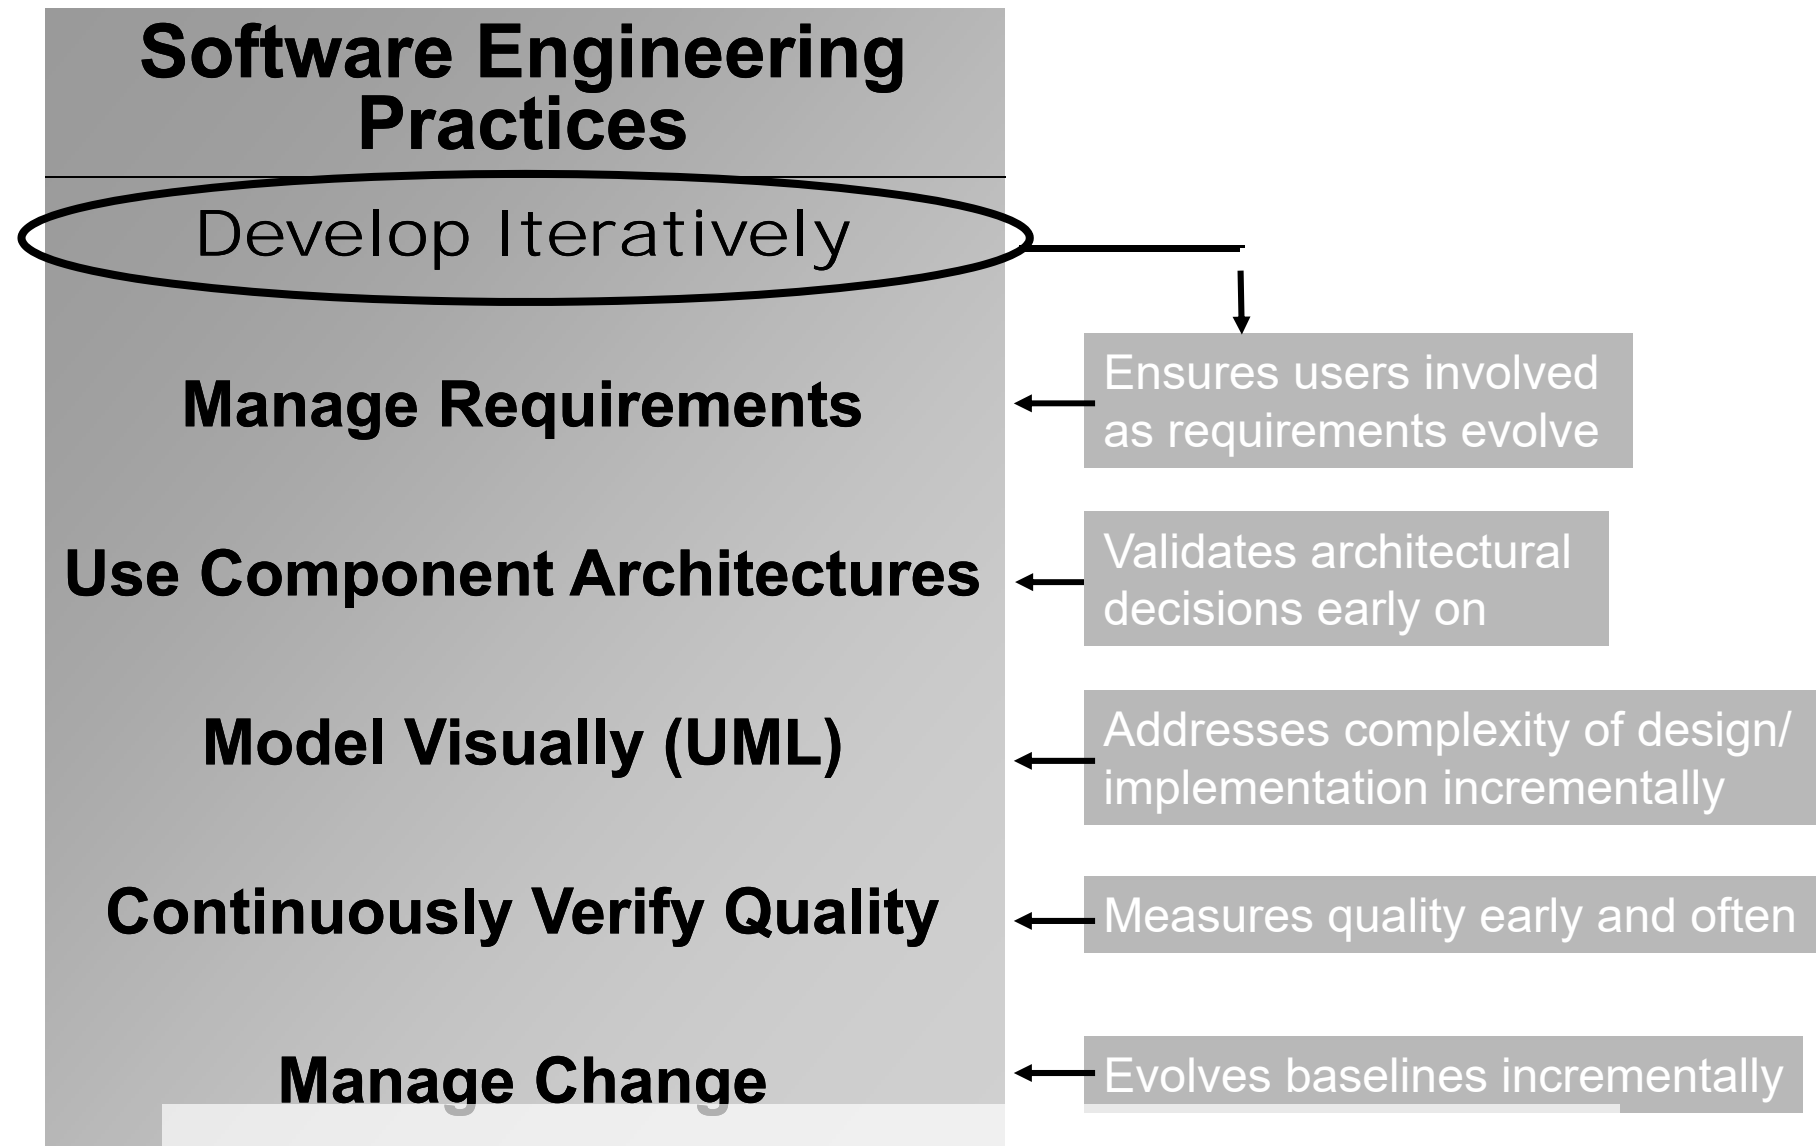 Software Engineering
Practices
Develop Iteratively
Manage Requirements
Ensures users involved
as requirements evolve
Use Component Architectures
Validates architectural
decisions early on
Model Visually (UML)
Addresses complexity of design/
implementation incrementally
Continuously Verify Quality
Measures quality early and often
Manage Change
Evolves baselines incrementally